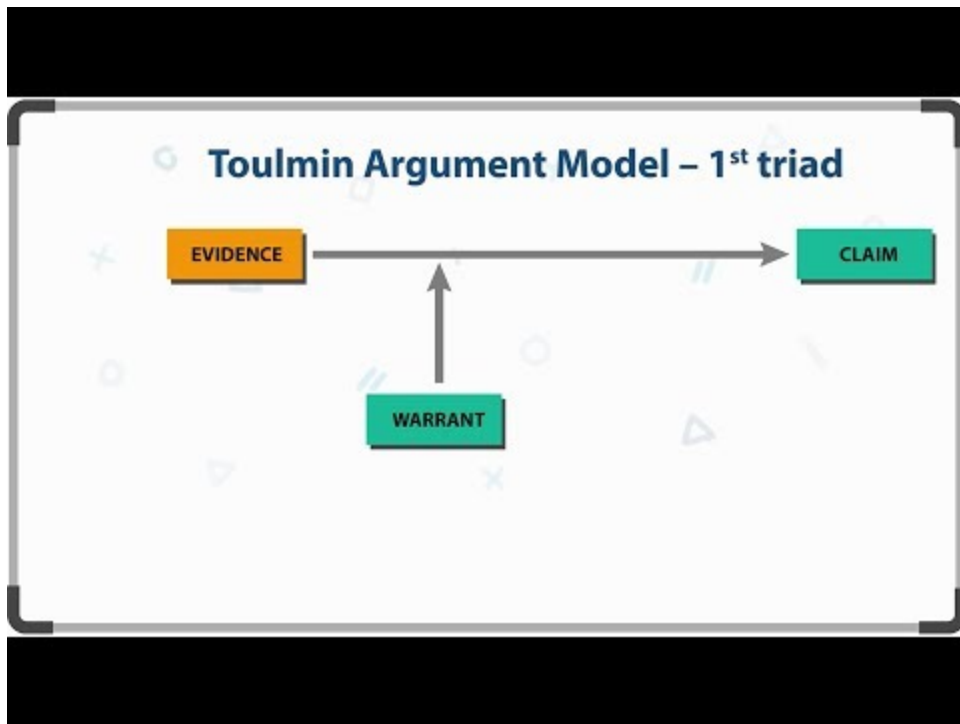 Toulmin Argument Model – 1st triad
EVIDENCE
CLAIM
WARRANT